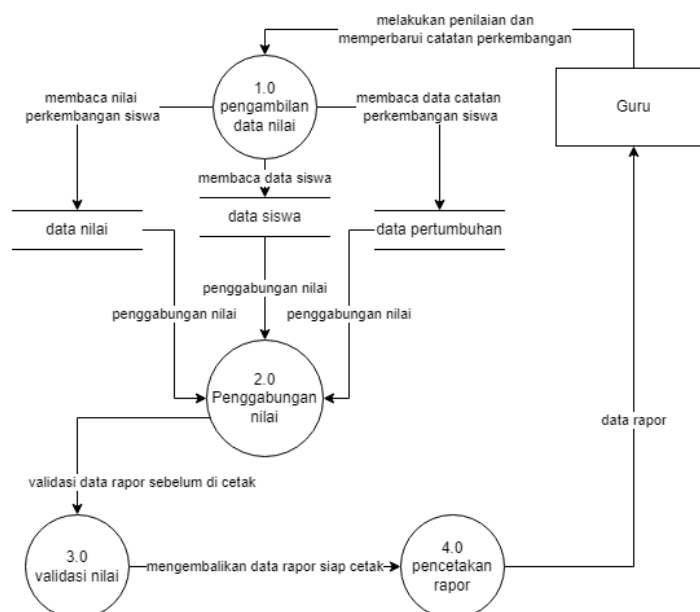 melakukan penilaian dan
memperbarui catatan perkembangan
1.0
pengambilan
data nilai
membaca nilai
perkembangan siswa
membaca data catatan
perkembangan siswa
Guru
membaca data siswa
data nilai
data siswa
data pertumbuhan
penggabungan nilai
penggabungan nilai
penggabungan nilai
2.0
Penggabungan
nilai
data rapor
validasi data rapor sebelum di cetak
3.0
validasi nilai
mengembalikan data rapor siap cetak
4.0
pencetakan
rapor